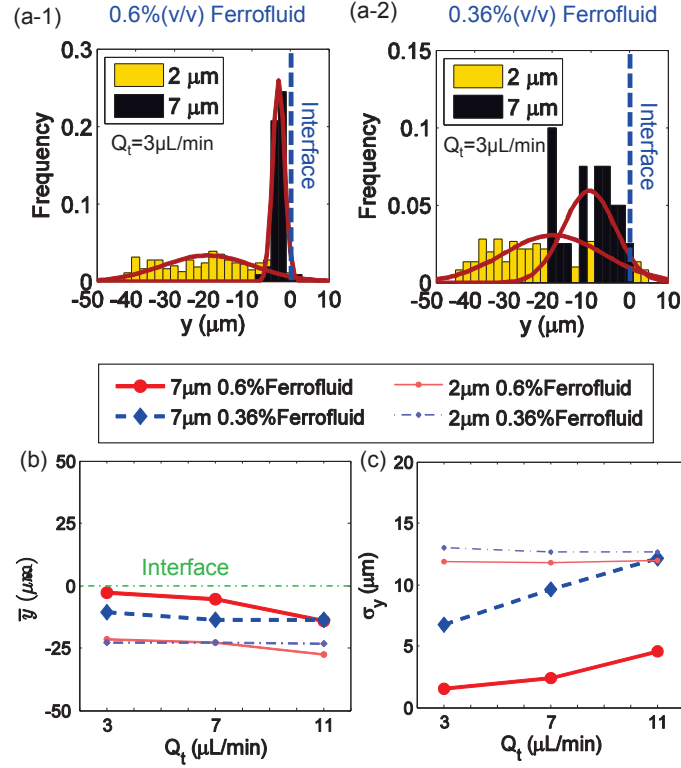 (a-1) 0.6%(v/v) Ferrofluid
0.3
0.2
0.1
0
Frequency
2 μm
7 μm
Qt=3μL/min
Interface
-50 -40 -30 -20 -10 0 10
y (μm)
(a-2) 0.36%(v/v) Ferrofluid
0.15
0.1
0.05
0
Frequency
2 μm
7 μm
Qt=3μL/min
Interface
-50 -40 -30 -20 -10 0 10
y (μm)
7μm 0.6%Ferrofluid
2μm 0.6%Ferrofluid
7μm 0.36%Ferrofluid
2μm 0.36%Ferrofluid
(b)
50
25
0
-25
-50
Interface
3 7 11
Qt (μL/min)
(c)
20
15
10
5
0
σy (μm)
3 7 11
Qt (μL/min)